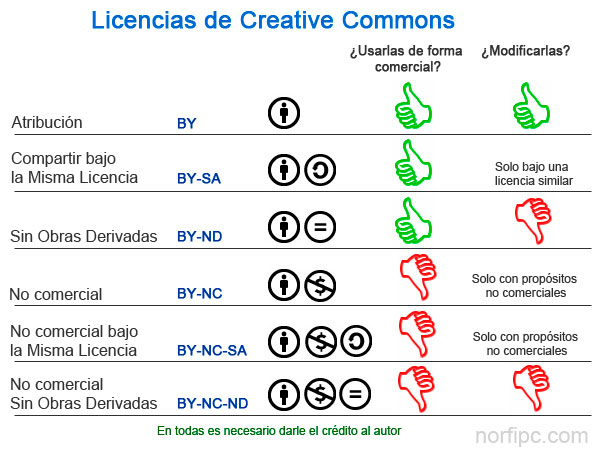 Licencias de Creative Commons
¿Usarlas de forma
comercial?
¿Modificarlas?
Atribución BY
Compartir bajo
la Misma Licencia BY-SA
Solo bajo una
licencia similar
Sin Obras Derivadas BY-ND
No comercial BY-NC
Solo con propósitos
no comerciales
No comercial bajo
la Misma Licencia BY-NC-SA
Solo con propósitos
no comerciales
No comercial
Sin Obras Derivadas BY-NC-ND
En todas es necesario darle el crédito al autor
norfipc.com